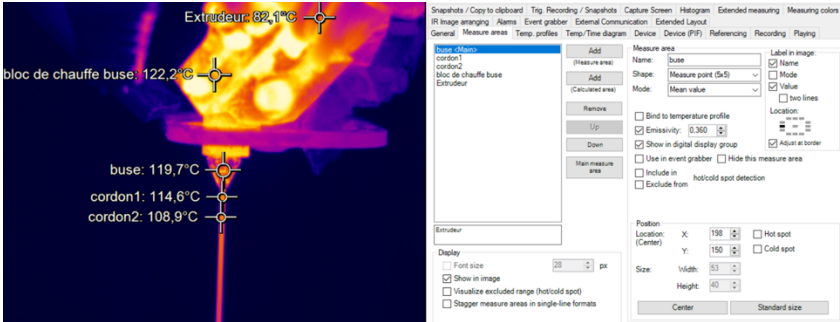 Extrudeur: 82,1°C
bloc de chauffe buse: 122,2°C
buse: 119,7°C
cordon1: 114,6°C
cordon2: 108,9°C
Snapshots / Copy to clipboard Trig. Recording / Snapshots Capture Screen Histogram Extended measuring Measuring colors
IR Image arranging Alarms Event grabber External Communication Extended Layout
General Measure areas Temp. profiles Temp/Time diagram Device Device (PIF) Referencing Recording Playing
buse <Main>
cordon1
cordon2
bloc de chauffe buse
Extrudeur
Add
(Measure area)
Add
(Calculated area)
Remove
Up
Down
Main measure
area
Extrudeur
Display
Font size 28 px
Show in image
Visualize excluded range (hot/cold spot)
Stagger measure areas in single-line formats
Measure area
Name: buse
Shape: Measure point (5x5)
Mode: Mean value
Label in image:
Name
Mode
Value
two lines
Location:
Adjust at border
Bind to temperature profile
Emissivity: 0,360
Show in digital display group
Use in event grabber Hide this measure area
Include in
Exclude from
hot/cold spot detection
Position
Location: X: 198 Hot spot
(Center)
Y: 150 Cold spot
Size: Width: 53
Height: 40
Center Standard size